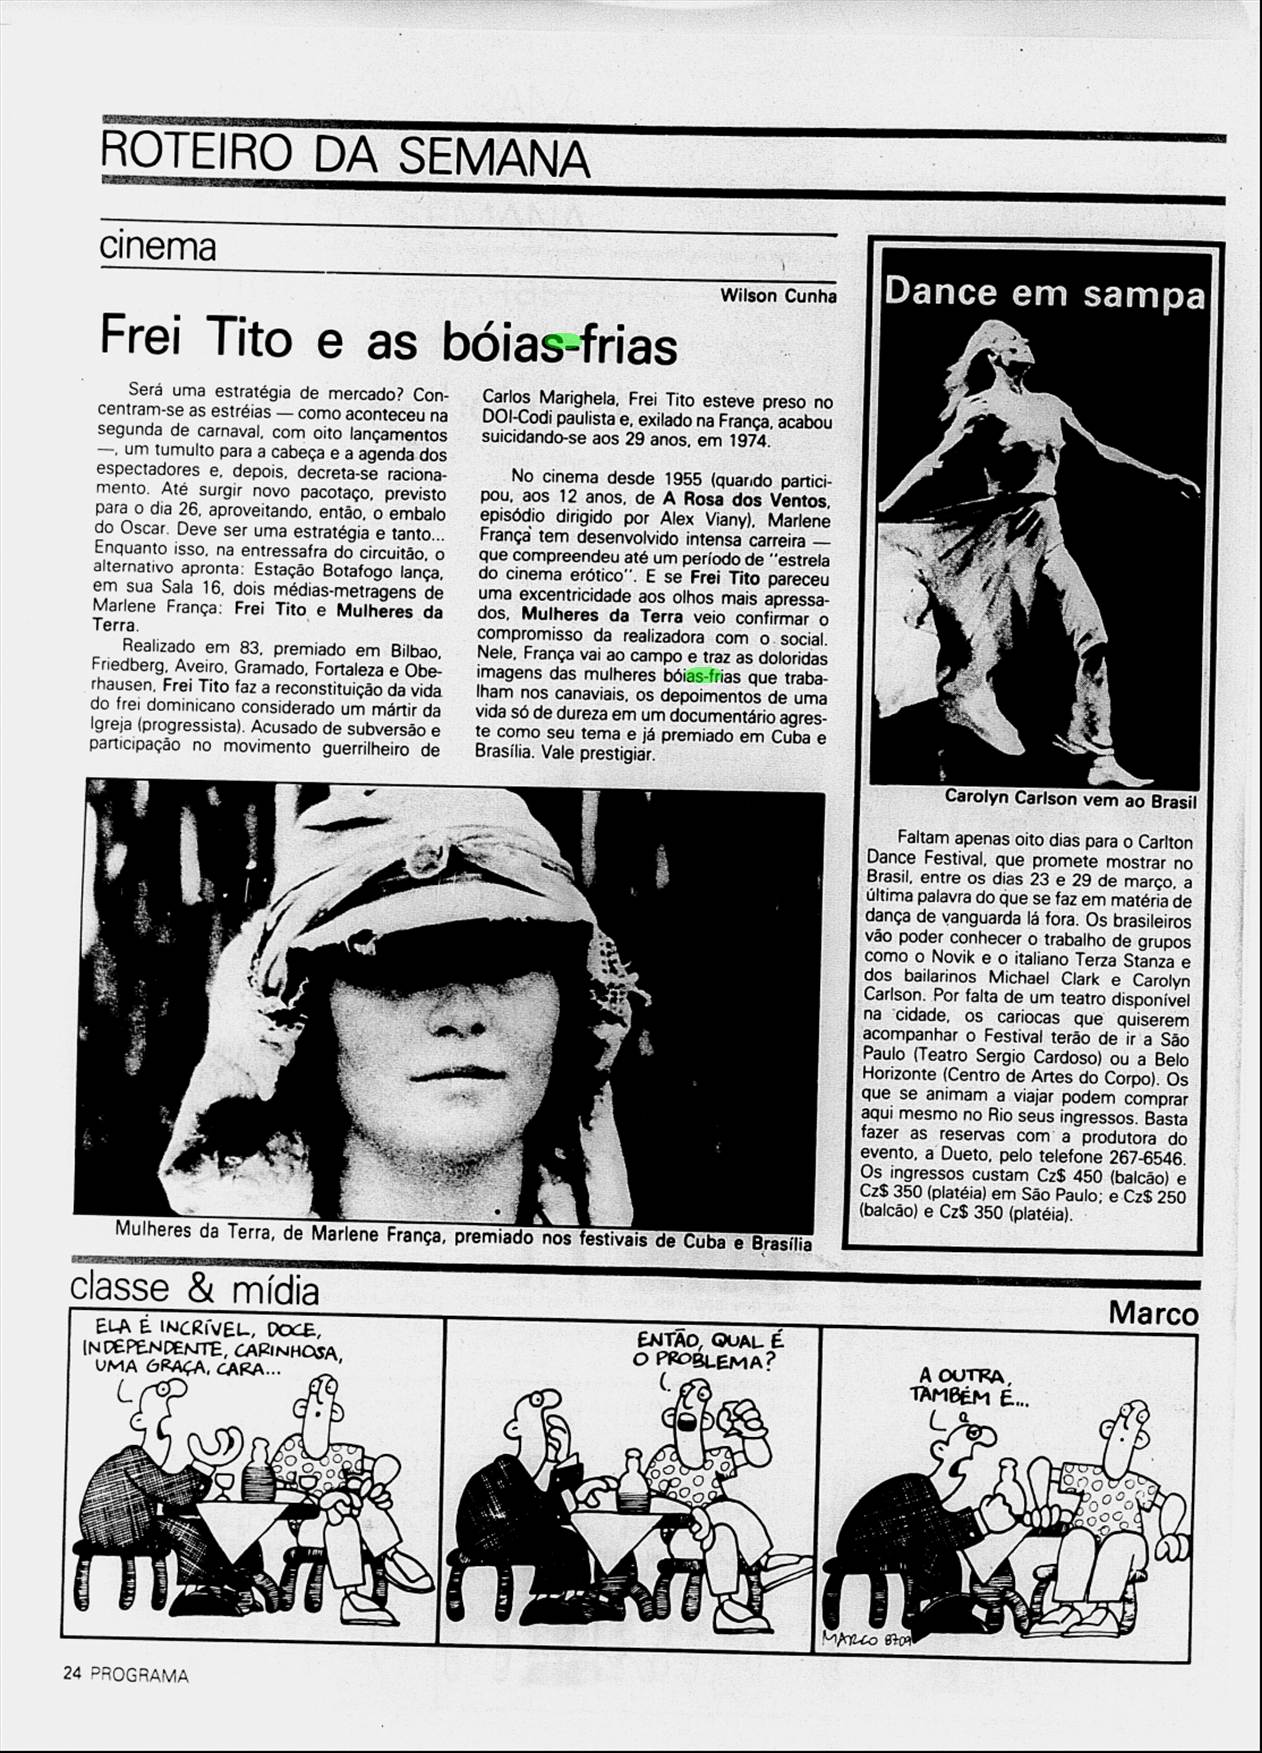 ROTEIRO DA SEMANA
cinema
Wilson Cunha
Frei Tito e as bóias-frias
Será uma estratégia de mercado? Con-
centram-se as estréias — como aconteceu na
segunda de carnaval, com oito lançamentos
—, um tumulto para a cabeça e a agenda dos
espectadores e, depois, decreta-se raciona-
mento. Até surgir novo pacotaço, previsto
para o dia 26, aproveitando, então, o embalo
do Oscar. Deve ser uma estratégia e tanto...
Enquanto isso, na entressafra do circuitão, o
alternativo apronta: Estação Botafogo lança,
em sua Sala 16, dois médias-metragens de
Marlene França: Frei Tito e Mulheres da
Terra.
Realizado em 83, premiado em Bilbao,
Friedberg, Aveiro, Gramado, Fortaleza e Obe-
rhausen, Frei Tito faz a reconstituição da vida
do frei dominicano considerado um mártir da
Igreja (progressista). Acusado de subversão e
participação no movimento guerrilheiro de
Carlos Marighela, Frei Tito esteve preso no
DOI-Codi paulista e, exilado na França, acabou
suicidando-se aos 29 anos, em 1974.
No cinema desde 1955 (quando partici-
pou, aos 12 anos, de A Rosa dos Ventos,
episódio dirigido por Alex Viany), Marlene
França tem desenvolvido intensa carreira —
que compreendeu até um período de "estrela
do cinema erótico". E se Frei Tito pareceu
uma excentricidade aos olhos mais apressa-
dos, Mulheres da Terra veio confirmar o
compromisso da realizadora com o social.
Nele, França vai ao campo e traz as doloridas
imagens das mulheres bóias-frias que traba-
lham nos canaviais, os depoimentos de uma
vida só de dureza em um documentário agres-
te como seu tema e já premiado em Cuba e
Brasília. Vale prestigiar.
Mulheres da Terra, de Marlene França, premiado nos festivais de Cuba e Brasília
Dance em sampa
Carolyn Carlson vem ao Brasil
Faltam apenas oito dias para o Carlton
Dance Festival, que promete mostrar no
Brasil, entre os dias 23 e 29 de março, a
última palavra do que se faz em matéria de
dança de vanguarda lá fora. Os brasileiros
vão poder conhecer o trabalho de grupos
como o Novik e o italiano Terza Stanza e
dos bailarinos Michael Clark e Carolyn
Carlson. Por falta de um teatro disponível
na cidade, os cariocas que quiserem
acompanhar o Festival terão de ir a São
Paulo (Teatro Sergio Cardoso) ou a Belo
Horizonte (Centro de Artes do Corpo). Os
que se animam a viajar podem comprar
aqui mesmo no Rio seus ingressos. Basta
fazer as reservas com a produtora do
evento, a Dueto, pelo telefone 267-6546.
Os ingressos custam Cz$ 450 (balcão) e
Cz$ 350 (platéia) em São Paulo; e Cz$ 250
(balcão) e Cz$ 350 (platéia).
classe & mídia
Marco
ELA É INCRÍVEL, DOCE,
INDEPENDENTE, CARINHOSA,
UMA GRAÇA, CARA...
ENTÃO, QUAL É
O PROBLEMA?
A OUTRA,
TAMBÉM É...
MARCO 8709
24 PROGRAMA